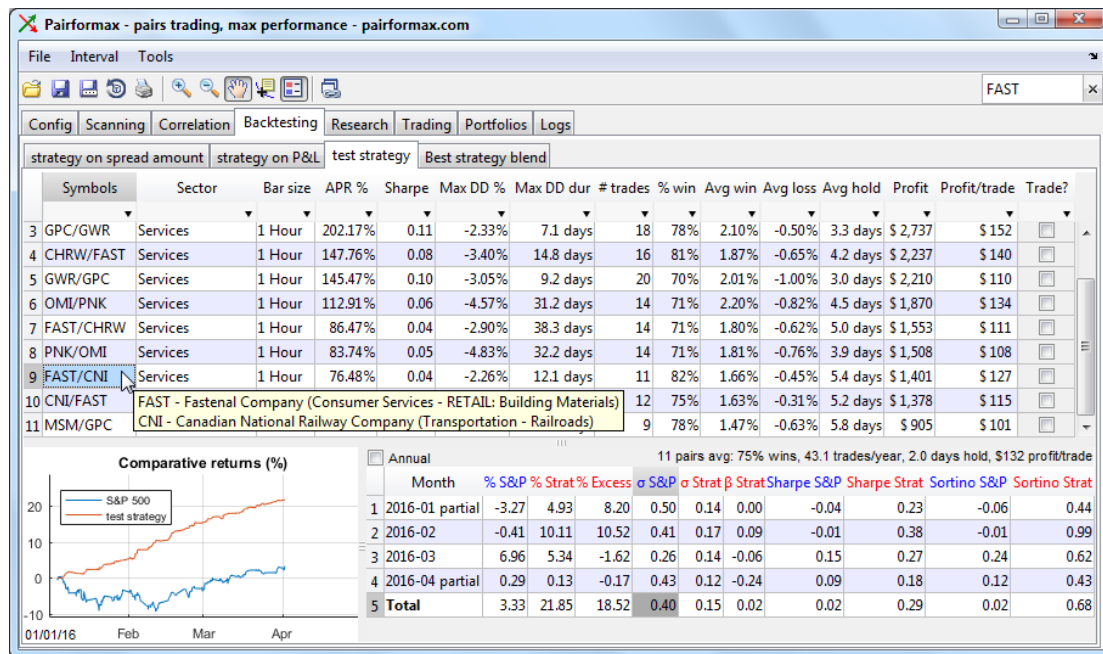 Pairformax - pairs trading, max performance - pairformax.com
File Interval Tools
FAST
Config Scanning Correlation Backtesting Research Trading Portfolios Logs
strategy on spread amount strategy on P&L test strategy Best strategy blend
Symbols Sector Bar size APR % Sharpe Max DD % Max DD dur # trades % win Avg win Avg loss Avg hold Profit Profit/trade Trade?
3 GPC/GWR Services 1 Hour 202.17% 0.11 -2.33% 7.1 days 18 78% 2.10% -0.50% 3.3 days $ 2,737 $ 152
4 CHRW/FAST Services 1 Hour 147.76% 0.08 -3.40% 14.8 days 16 81% 1.87% -0.65% 4.2 days $ 2,237 $ 140
5 GWR/GPC Services 1 Hour 145.47% 0.10 -3.05% 9.2 days 20 70% 2.01% -1.00% 3.0 days $ 2,210 $ 110
6 OMI/PNK Services 1 Hour 112.91% 0.06 -4.57% 31.2 days 14 71% 2.20% -0.82% 4.5 days $ 1,870 $ 134
7 FAST/CHRW Services 1 Hour 86.47% 0.04 -2.90% 38.3 days 14 71% 1.80% -0.62% 5.0 days $ 1,553 $ 111
8 PNK/OMI Services 1 Hour 83.74% 0.05 -4.83% 32.2 days 14 71% 1.81% -0.76% 3.9 days $ 1,508 $ 108
9 FAST/CNI Services 1 Hour 76.48% 0.04 -2.26% 12.1 days 11 82% 1.66% -0.45% 5.4 days $ 1,401 $ 127
10 CNI/FAST 12 75% 1.63% -0.31% 5.2 days $ 1,378 $ 115
FAST - Fastenal Company (Consumer Services - RETAIL: Building Materials)
11 MSM/GPC 9 78% 1.47% -0.63% 5.8 days $ 905 $ 101
CNI - Canadian National Railway Company (Transportation - Railroads)
Comparative returns (%)
S&P 500
test strategy
20
10
0
-10
01/01/16 Feb Mar Apr
Annual 11 pairs avg: 75% wins, 43.1 trades/year, 2.0 days hold, $132 profit/trade
Month % S&P % Strat % Excess σ S&P σ Strat β Strat Sharpe S&P Sharpe Strat Sortino S&P Sortino Strat
1 2016-01 partial -3.27 4.93 8.20 0.50 0.14 0.00 -0.04 0.23 -0.06 0.44
2 2016-02 -0.41 10.11 10.52 0.41 0.17 0.09 -0.01 0.38 -0.01 0.99
3 2016-03 6.96 5.34 -1.62 0.26 0.14 -0.06 0.15 0.27 0.24 0.62
4 2016-04 partial 0.29 0.13 -0.17 0.43 0.12 -0.24 0.09 0.18 0.12 0.43
5 Total 3.33 21.85 18.52 0.40 0.15 0.02 0.02 0.29 0.02 0.68